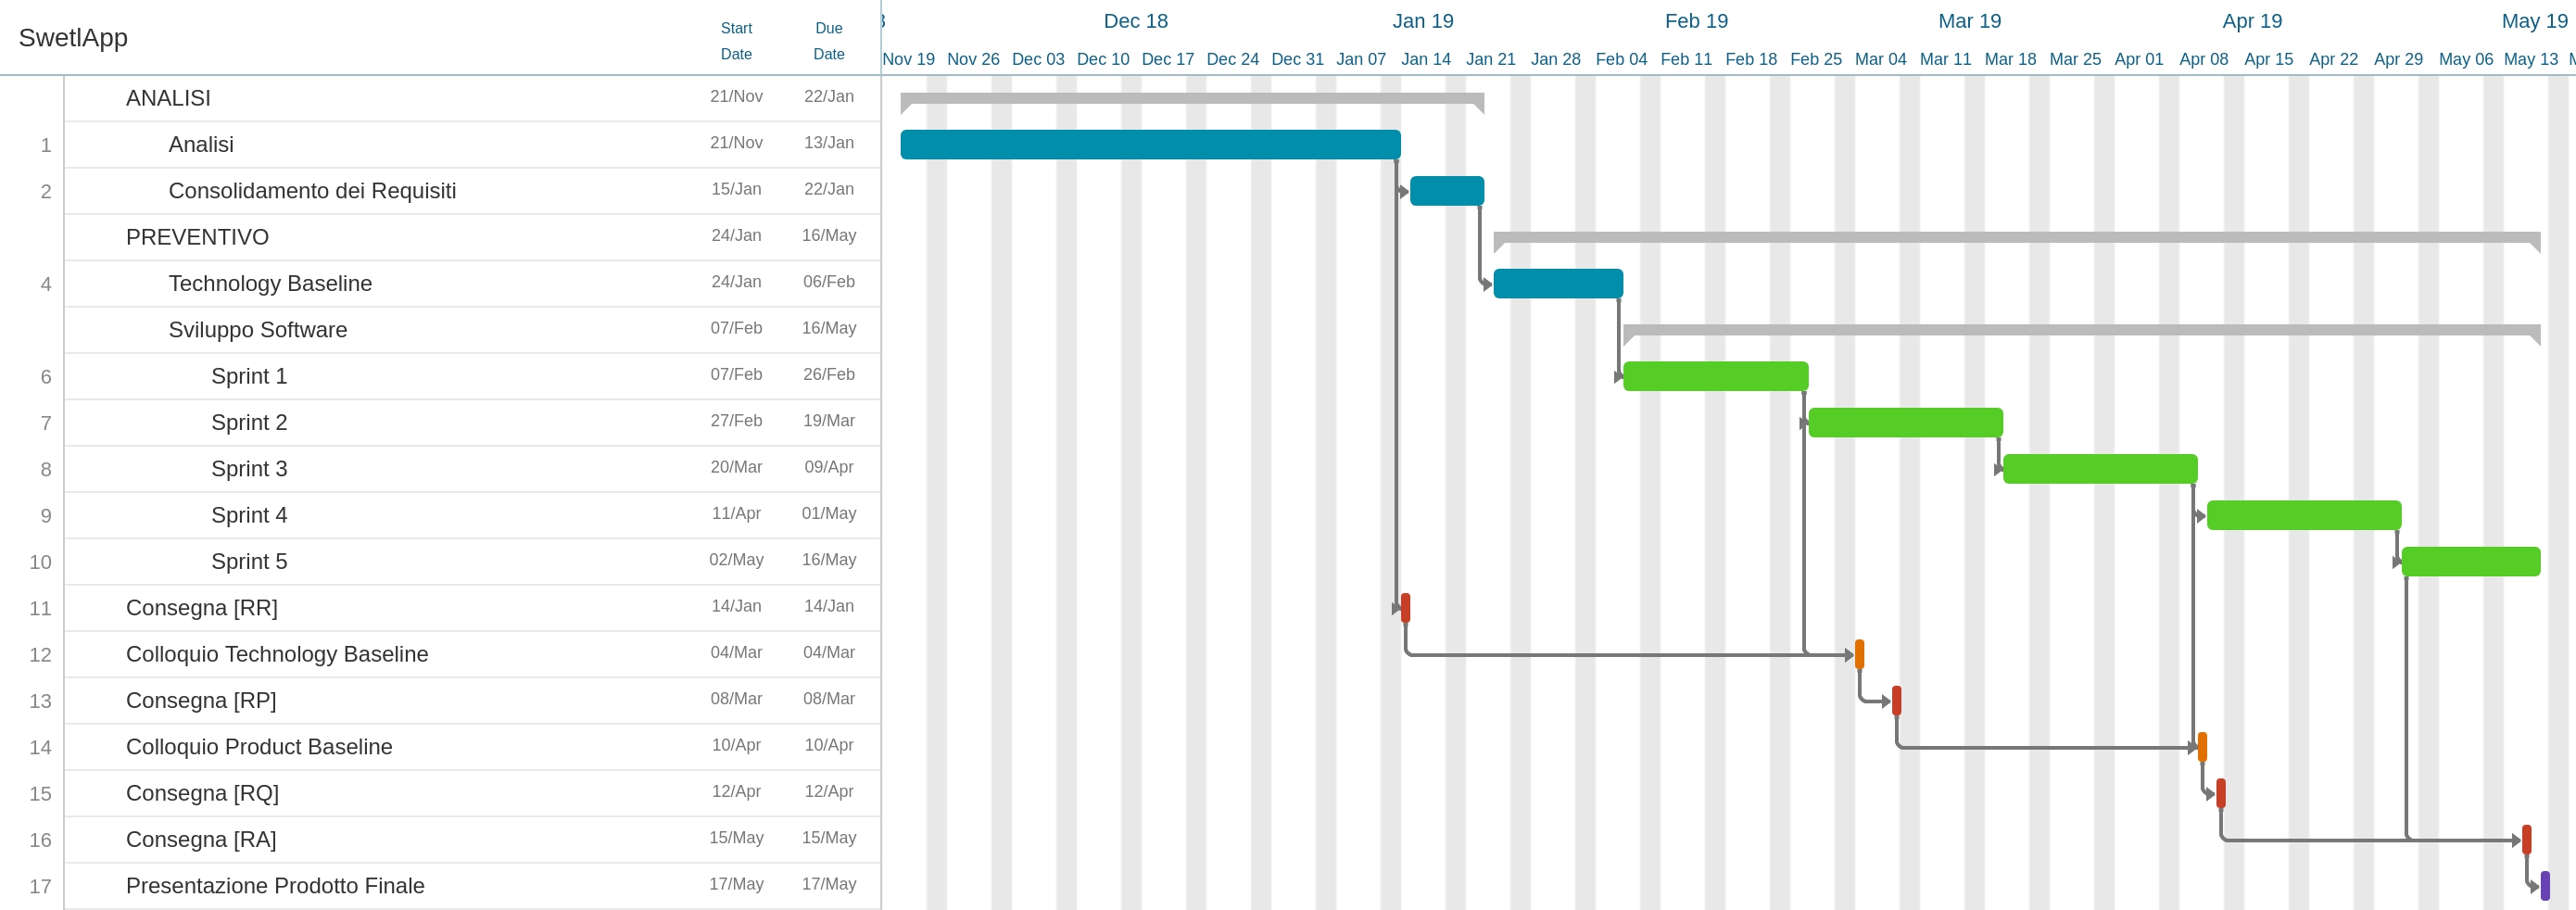 SwetlApp
Start Date
Due Date
Dec 18 Jan 19 Feb 19 Mar 19 Apr 19 May 19
Nov 19 Nov 26 Dec 03 Dec 10 Dec 17 Dec 24 Dec 31 Jan 07 Jan 14 Jan 21 Jan 28 Feb 04 Feb 11 Feb 18 Feb 25 Mar 04 Mar 11 Mar 18 Mar 25 Apr 01 Apr 08 Apr 15 Apr 22 Apr 29 May 06 May 13
ANALISI 21/Nov 22/Jan
1 Analisi 21/Nov 13/Jan
2 Consolidamento dei Requisiti 15/Jan 22/Jan
PREVENTIVO 24/Jan 16/May
4 Technology Baseline 24/Jan 06/Feb
Sviluppo Software 07/Feb 16/May
6 Sprint 1 07/Feb 26/Feb
7 Sprint 2 27/Feb 19/Mar
8 Sprint 3 20/Mar 09/Apr
9 Sprint 4 11/Apr 01/May
10 Sprint 5 02/May 16/May
11 Consegna [RR] 14/Jan 14/Jan
12 Colloquio Technology Baseline 04/Mar 04/Mar
13 Consegna [RP] 08/Mar 08/Mar
14 Colloquio Product Baseline 10/Apr 10/Apr
15 Consegna [RQ] 12/Apr 12/Apr
16 Consegna [RA] 15/May 15/May
17 Presentazione Prodotto Finale 17/May 17/May